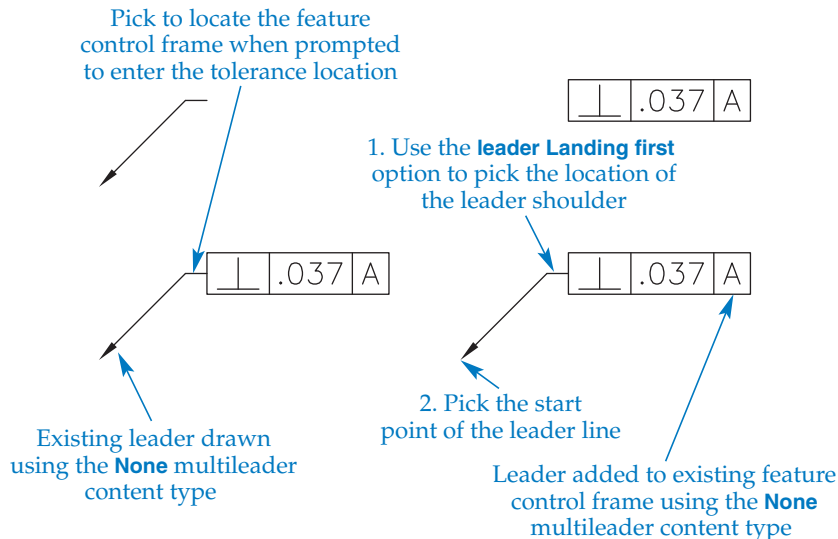 Pick to locate the feature
control frame when prompted
to enter the tolerance location
⊥ .037 A
1. Use the leader Landing first
option to pick the location of
the leader shoulder
⊥ .037 A
⊥ .037 A
2. Pick the start
point of the leader line
Existing leader drawn
using the None multileader
content type
Leader added to existing feature
control frame using the None
multileader content type